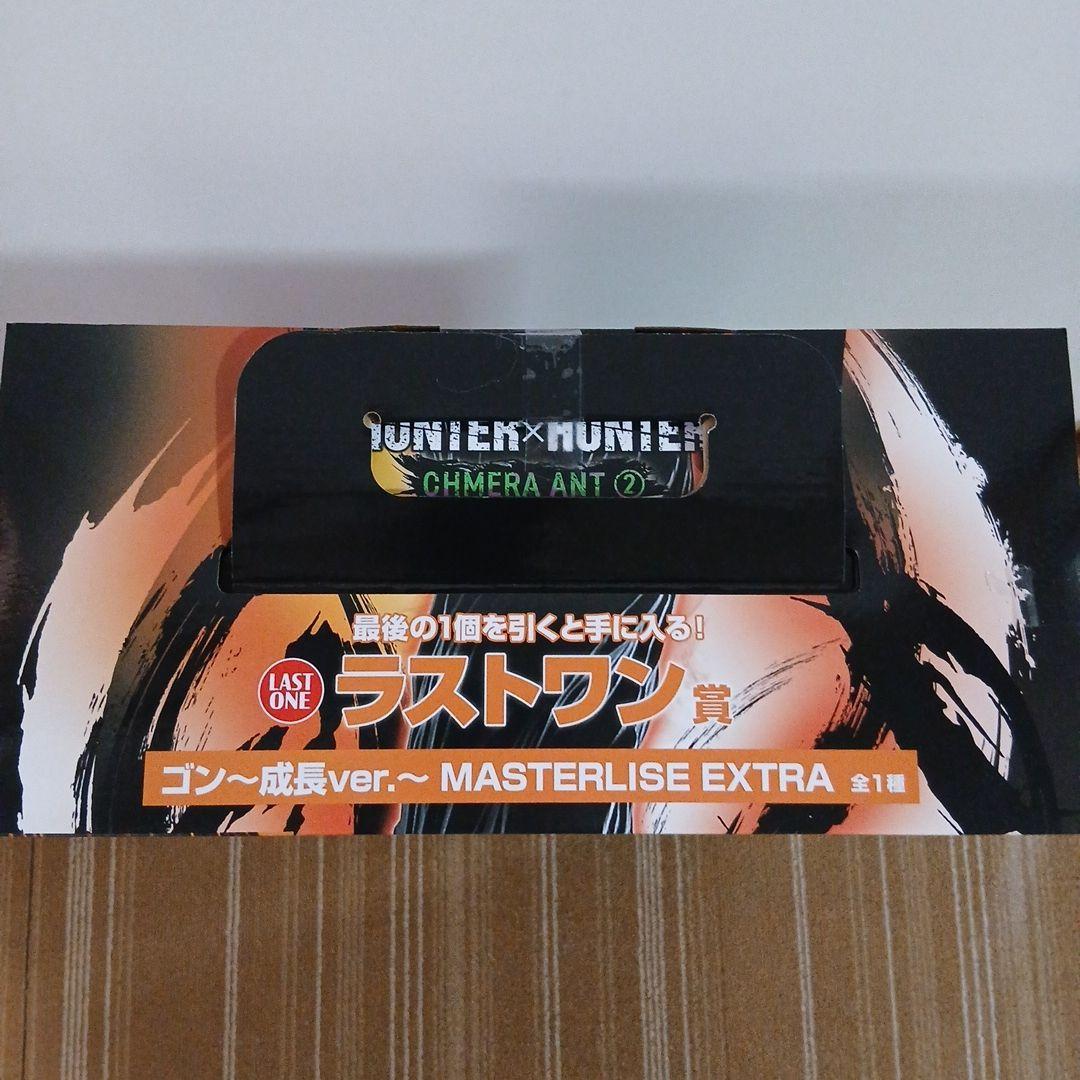 HUNTER×HUNTER
CHMERA ANT ②
最後の1個を引くと手に入る!
LAST
ONE
ラストワン賞
ゴン〜成長ver.〜 MASTERLISE EXTRA 全1種